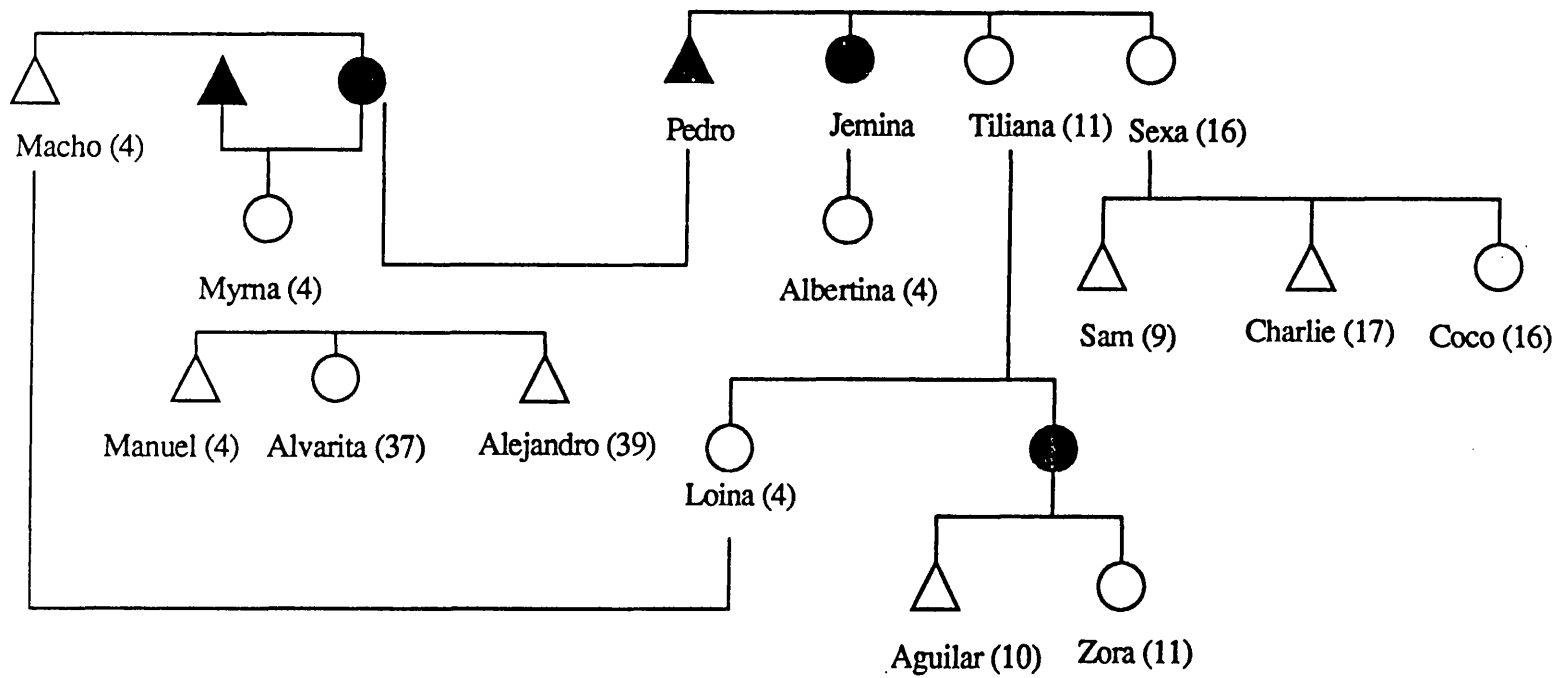 Macho (4)
Pedro
Jemina
Tiliana (11)
Sexa (16)
Myrna (4)
Albertina (4)
Sam (9)
Charlie (17)
Coco (16)
Manuel (4)
Alvarita (37)
Alejandro (39)
Loina (4)
Aguilar (10)
Zora (11)